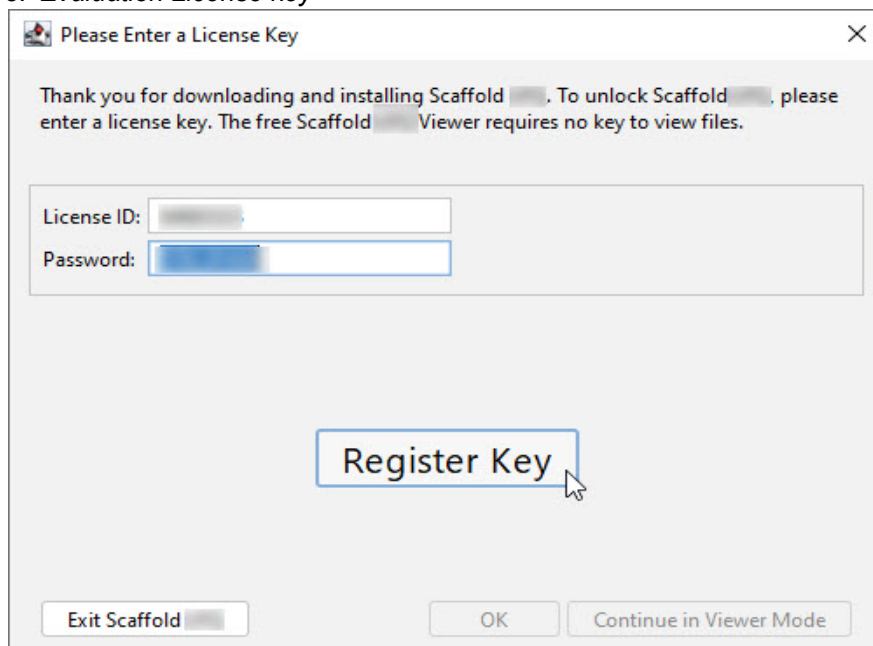 Evaluation License key
Please Enter a License Key
Thank you for downloading and installing Scaffold . To unlock Scaffold , please
enter a license key. The free Scaffold Viewer requires no key to view files.
License ID:
Password:
Register Key
Exit Scaffold
OK
Continue in Viewer Mode